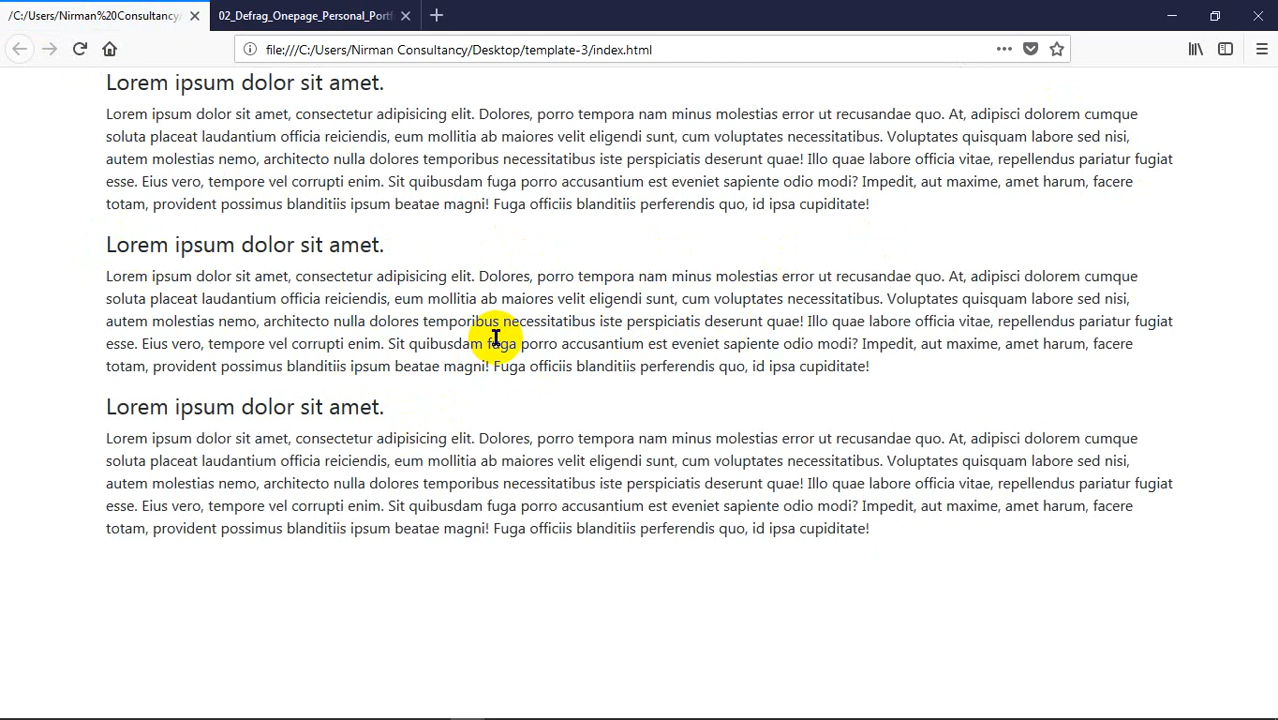 /C:/Users/Nirman%20Consultancy/
02_Defrag_Onepage_Personal_Portf
file:///C:/Users/Nirman Consultancy/Desktop/template-3/index.html
Lorem ipsum dolor sit amet.
Lorem ipsum dolor sit amet, consectetur adipisicing elit. Dolores, porro tempora nam minus molestias error ut recusandae quo. At, adipisci dolorem cumque
soluta placeat laudantium officia reiciendis, eum mollitia ab maiores velit eligendi sunt, cum voluptates necessitatibus. Voluptates quisquam labore sed nisi,
autem molestias nemo, architecto nulla dolores temporibus necessitatibus iste perspiciatis deserunt quae! Illo quae labore officia vitae, repellendus pariatur fugiat
esse. Eius vero, tempore vel corrupti enim. Sit quibusdam fuga porro accusantium est eveniet sapiente odio modi? Impedit, aut maxime, amet harum, facere
totam, provident possimus blanditiis ipsum beatae magni! Fuga officiis blanditiis perferendis quo, id ipsa cupiditate!
Lorem ipsum dolor sit amet.
Lorem ipsum dolor sit amet, consectetur adipisicing elit. Dolores, porro tempora nam minus molestias error ut recusandae quo. At, adipisci dolorem cumque
soluta placeat laudantium officia reiciendis, eum mollitia ab maiores velit eligendi sunt, cum voluptates necessitatibus. Voluptates quisquam labore sed nisi,
autem molestias nemo, architecto nulla dolores temporibus necessitatibus iste perspiciatis deserunt quae! Illo quae labore officia vitae, repellendus pariatur fugiat
esse. Eius vero, tempore vel corrupti enim. Sit quibusdam fuga porro accusantium est eveniet sapiente odio modi? Impedit, aut maxime, amet harum, facere
totam, provident possimus blanditiis ipsum beatae magni! Fuga officiis blanditiis perferendis quo, id ipsa cupiditate!
Lorem ipsum dolor sit amet.
Lorem ipsum dolor sit amet, consectetur adipisicing elit. Dolores, porro tempora nam minus molestias error ut recusandae quo. At, adipisci dolorem cumque
soluta placeat laudantium officia reiciendis, eum mollitia ab maiores velit eligendi sunt, cum voluptates necessitatibus. Voluptates quisquam labore sed nisi,
autem molestias nemo, architecto nulla dolores temporibus necessitatibus iste perspiciatis deserunt quae! Illo quae labore officia vitae, repellendus pariatur fugiat
esse. Eius vero, tempore vel corrupti enim. Sit quibusdam fuga porro accusantium est eveniet sapiente odio modi? Impedit, aut maxime, amet harum, facere
totam, provident possimus blanditiis ipsum beatae magni! Fuga officiis blanditiis perferendis quo, id ipsa cupiditate!